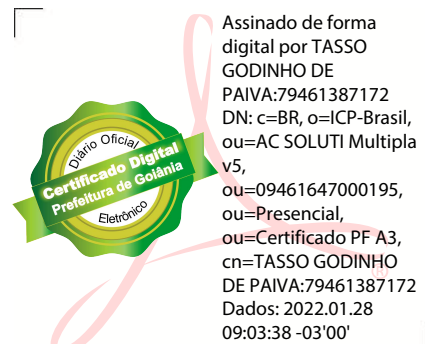 Diário Oficial
Certificado Digital
Prefeitura de Goiânia
Eletrônico
Assinado de forma
digital por TASSO
GODINHO DE
PAIVA:79461387172
DN: c=BR, o=ICP-Brasil,
ou=AC SOLUTI Multipla
v5,
ou=09461647000195,
ou=Presencial,
ou=Certificado PF A3,
cn=TASSO GODINHO
DE PAIVA:79461387172
Dados: 2022.01.28
09:03:38 -03'00'
®